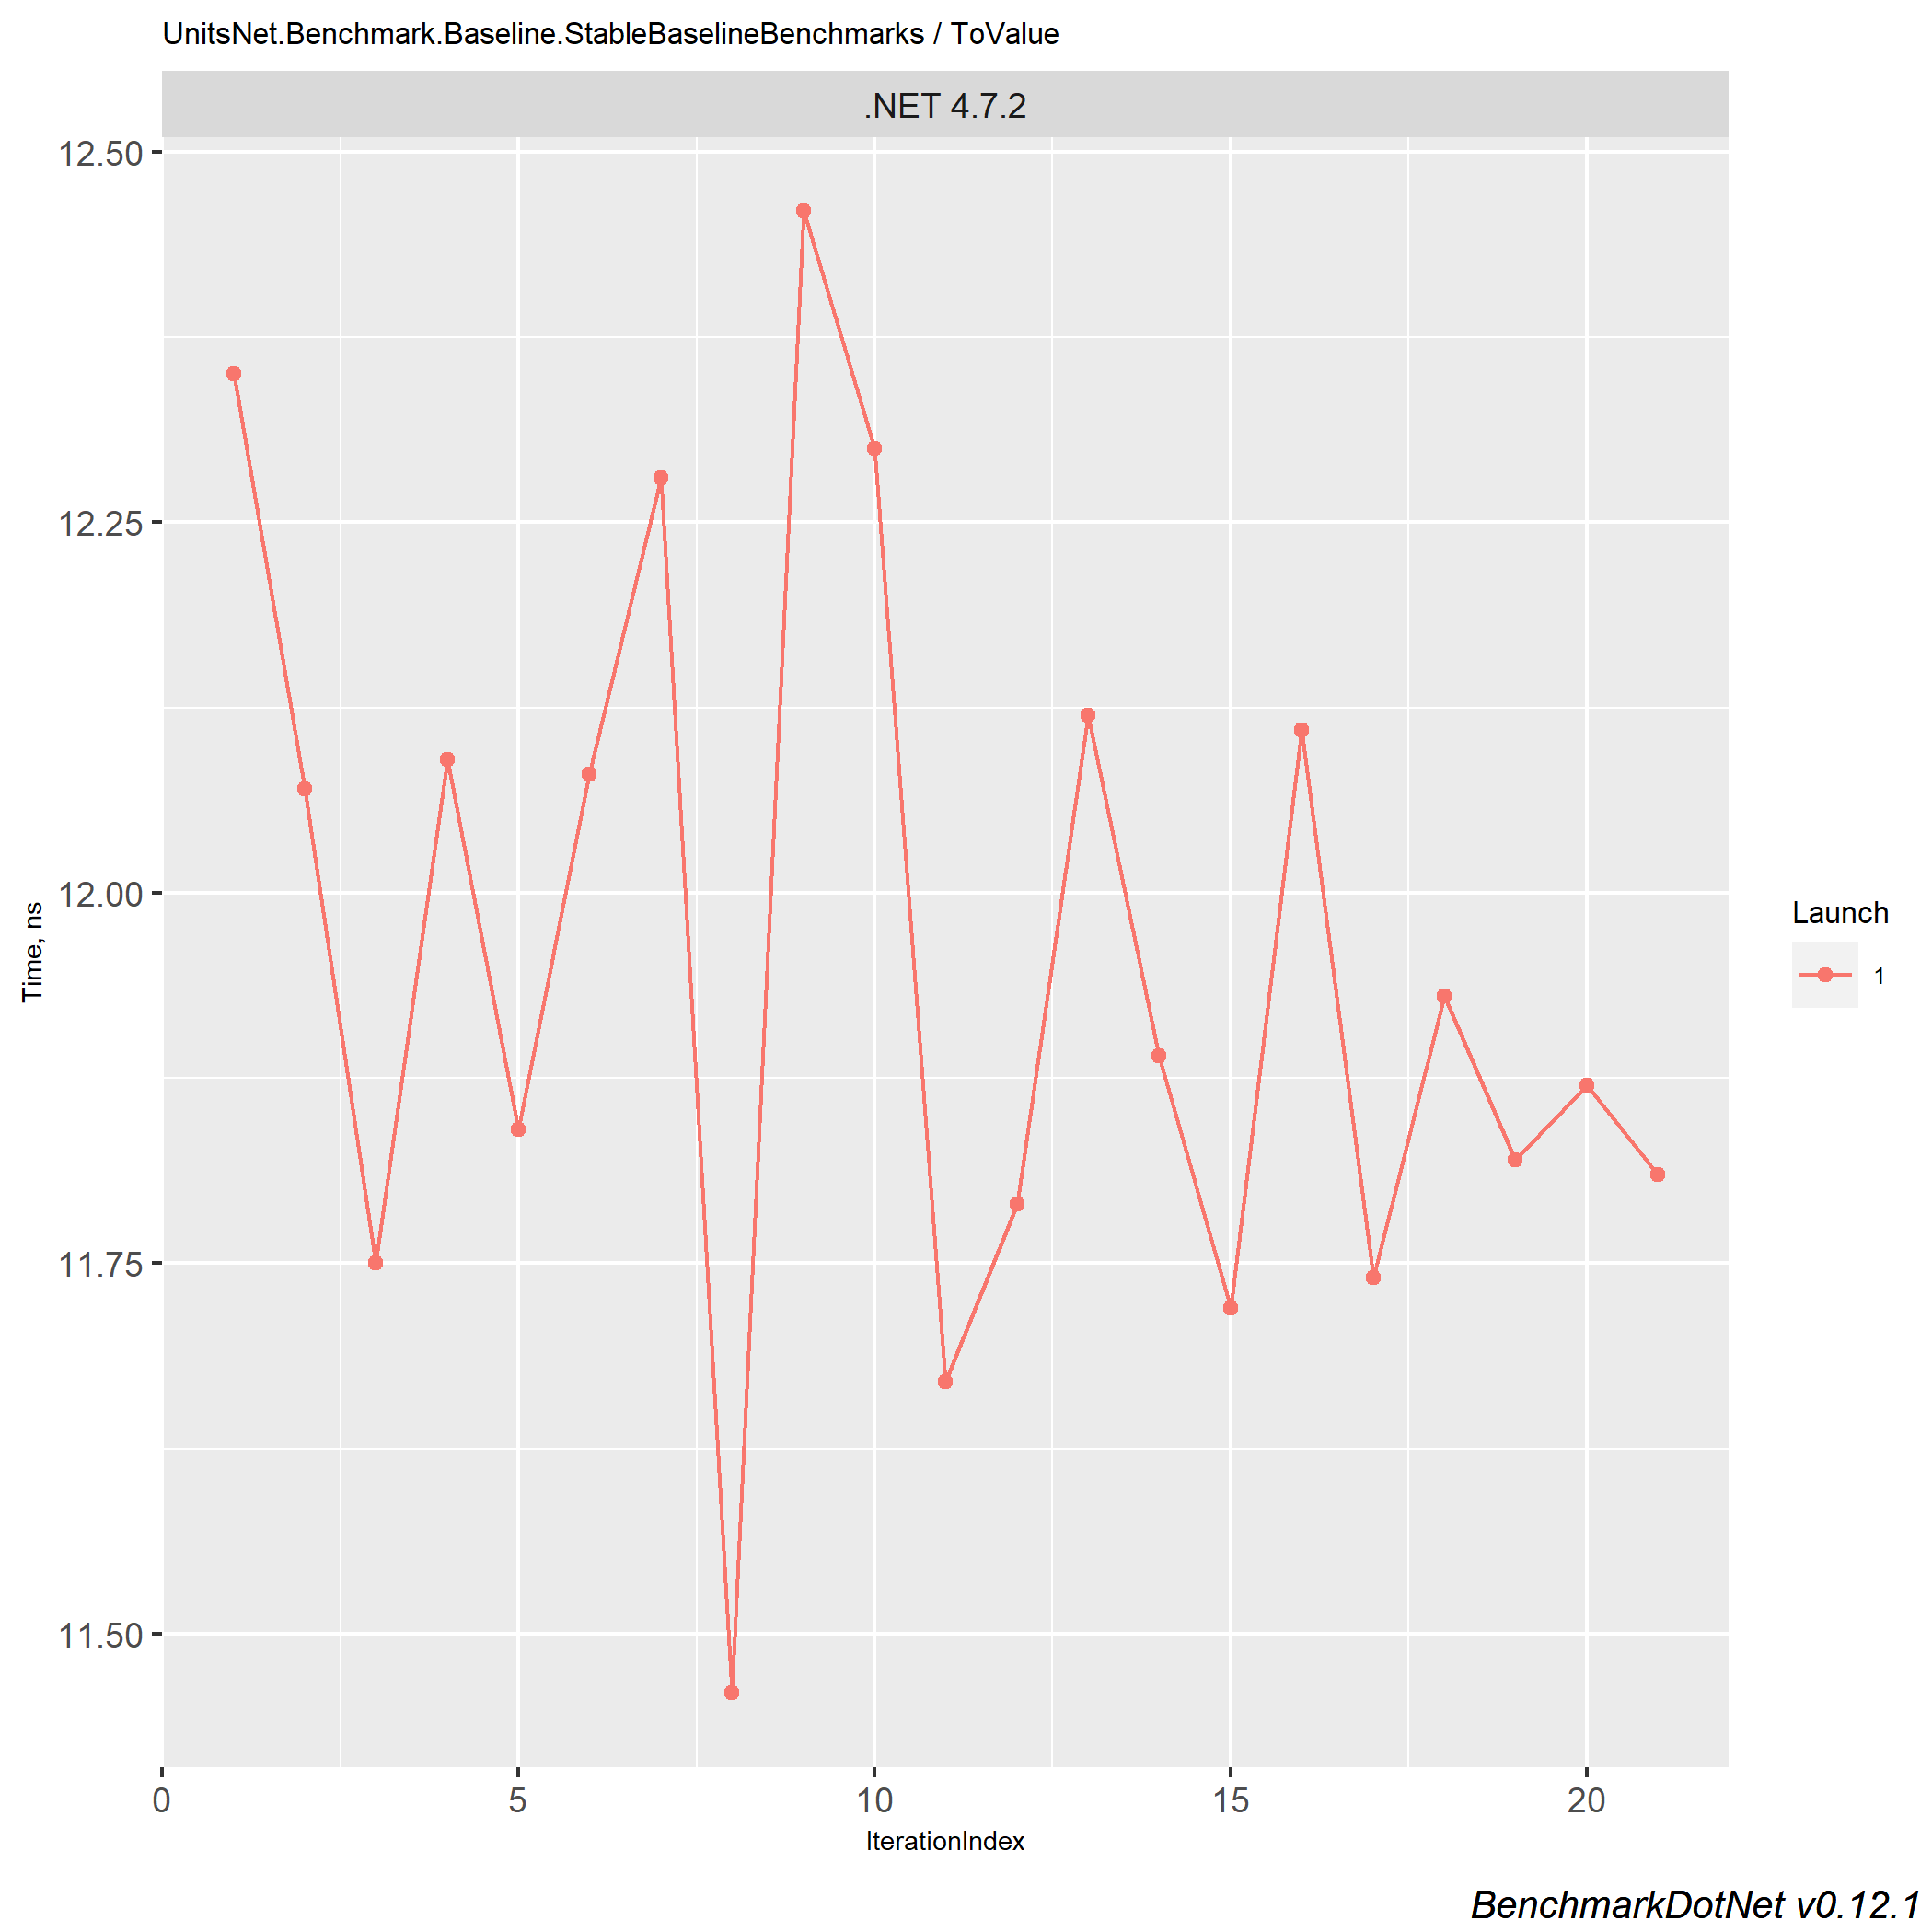 UnitsNet.Benchmark.Baseline.StableBaselineBenchmarks / ToValue
.NET 4.7.2
12.50
12.25
12.00
11.75
11.50
Time, ns
0 5 10 15 20
IterationIndex
Launch
1
BenchmarkDotNet v0.12.1